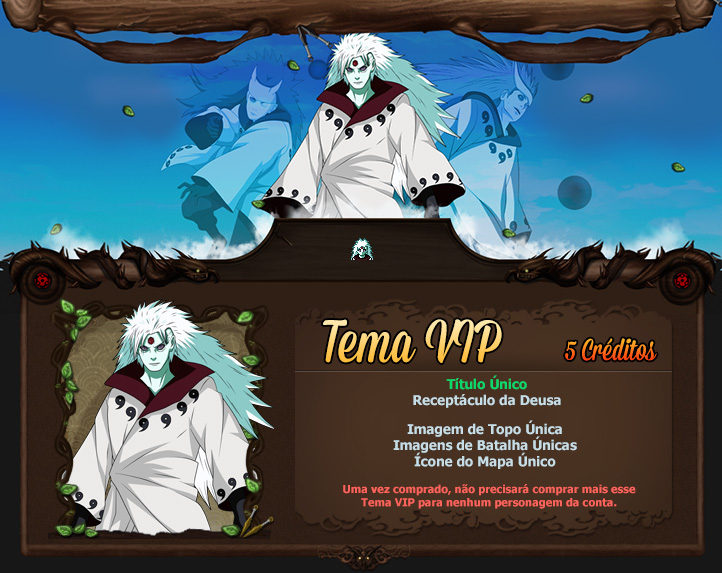 Tema VIP
5 Créditos
Título Único
Receptáculo da Deusa
Imagem de Topo Única
Imagens de Batalha Únicas
Ícone do Mapa Único
Uma vez comprado, não precisará comprar mais esse
Tema VIP para nenhum personagem da conta.